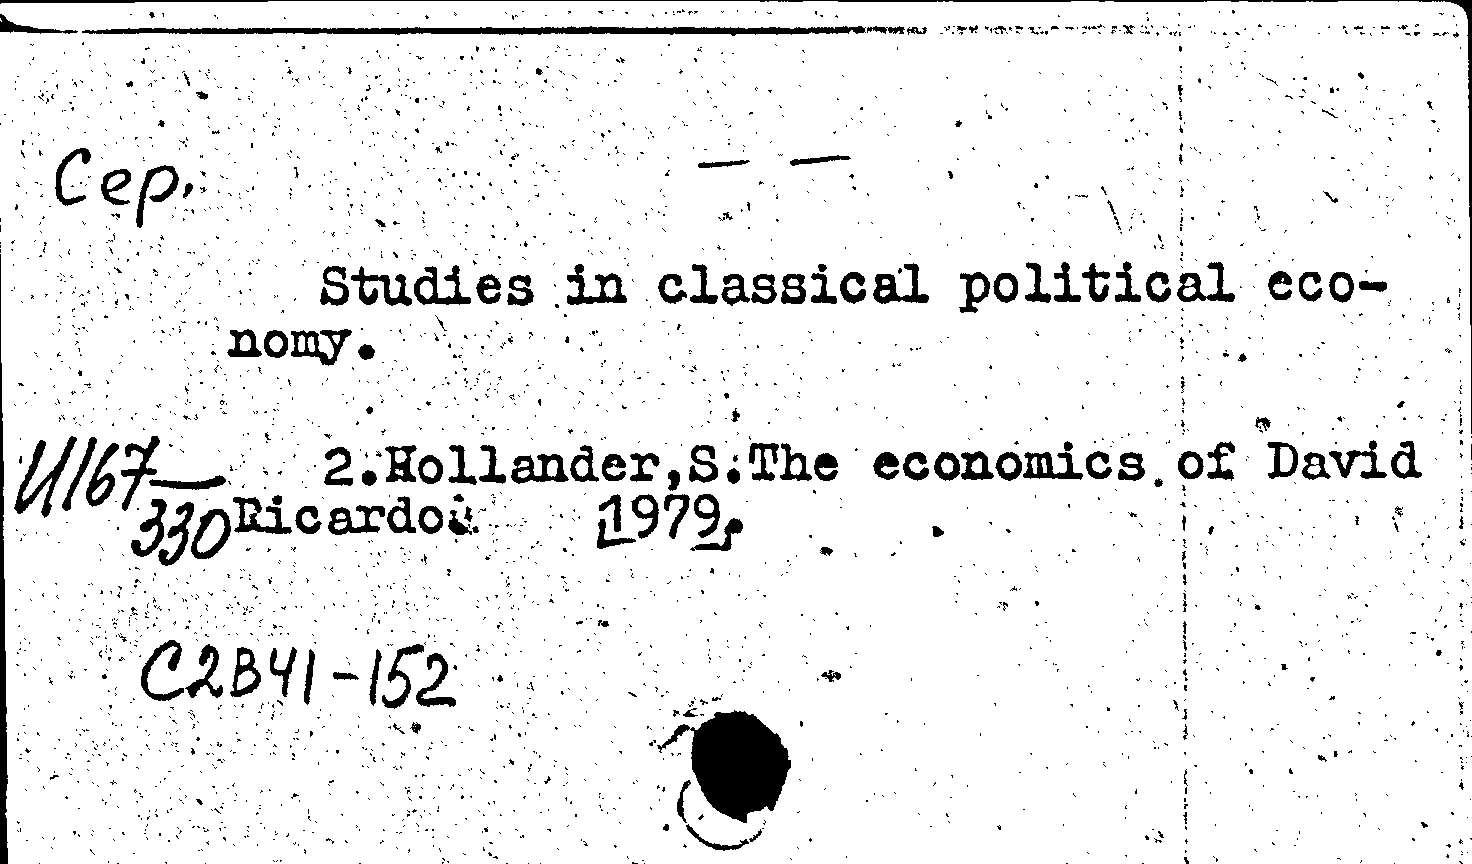 Сер.
Studies in classical political eco-
nomy.
И167
330
2.Hollander,S.The economics of David
Ricardo. 1979.
С2В41-152